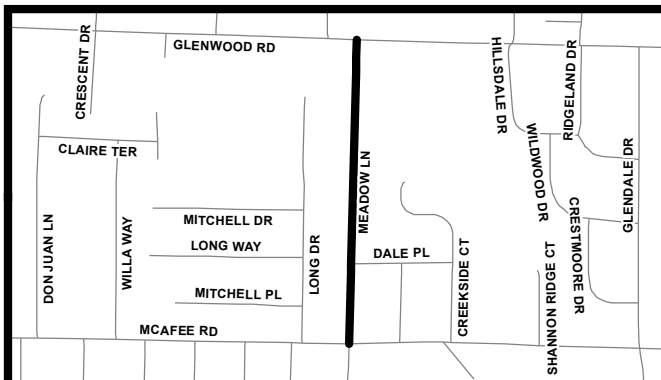 CRESCENT DR
GLENWOOD RD
HILLSDALE DR
RIDGELAND DR
CLAIRE TER
WILDWOOD DR
MEADOW LN
GLENDALE DR
CRESTMOORE DR
DON JUAN LN
WILLA WAY
MITCHELL DR
LONG WAY
LONG DR
DALE PL
CREEKSIDE CT
SHANNON RIDGE CT
MITCHELL PL
MCAFEE RD